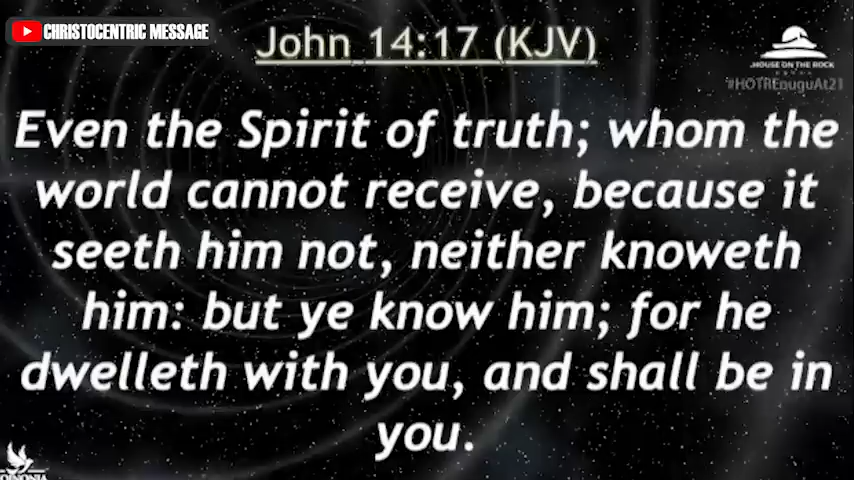 CHRISTOCENTRIC MESSAGE
John 14:17 (KJV)
HOUSE ON THE ROCK
#HOTREnuguAt21
Even the Spirit of truth; whom the
world cannot receive, because it
seeth him not, neither knoweth
him: but ye know him; for he
dwelleth with you, and shall be in
you.